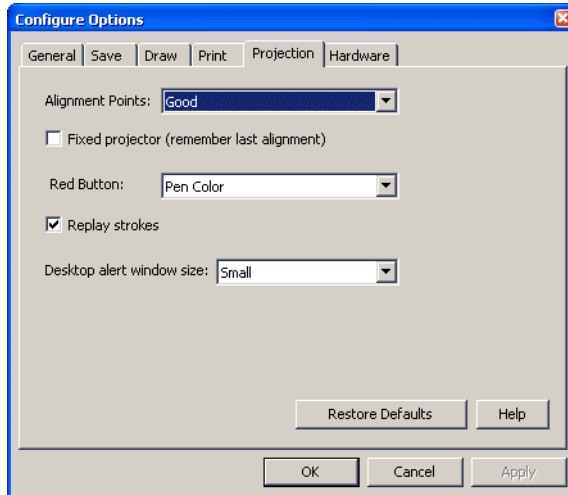 Configure Options
General Save Draw Print Projection Hardware
Alignment Points: Good
Fixed projector (remember last alignment)
Red Button: Pen Color
Replay strokes
Desktop alert window size: Small
Restore Defaults Help
OK Cancel Apply